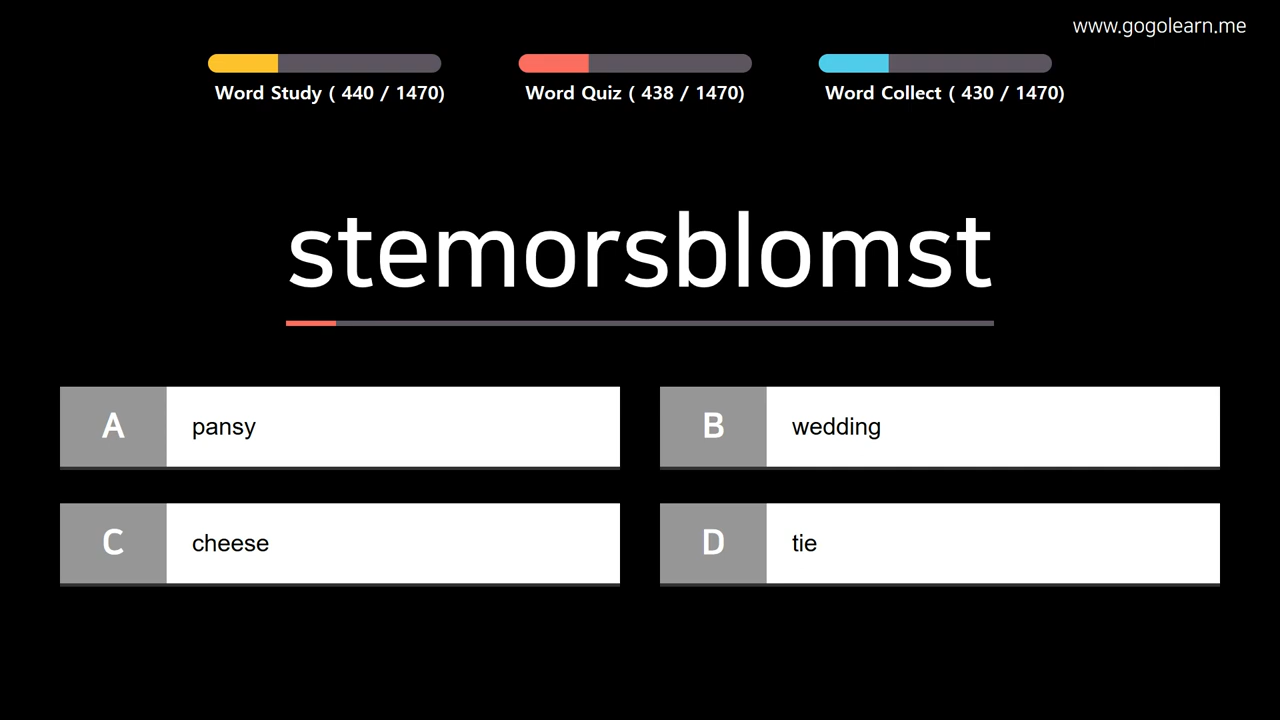 www.gogolearn.me
Word Study ( 440 / 1470)
Word Quiz ( 438 / 1470)
Word Collect ( 430 / 1470)
stemorsblomst
A pansy
B wedding
C cheese
D tie